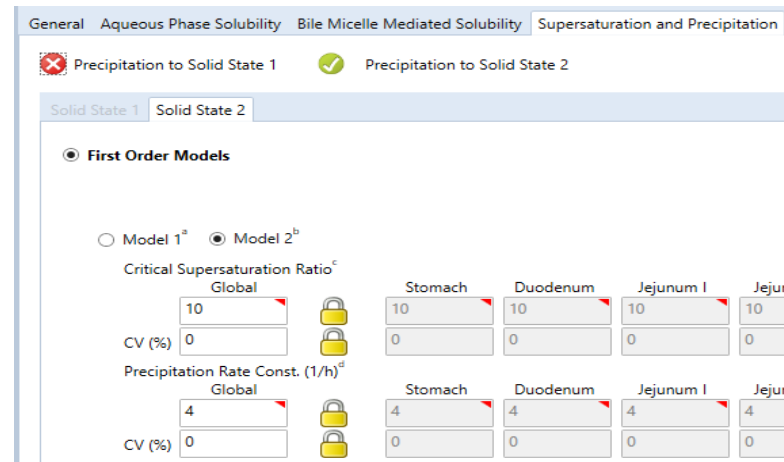 General Aqueous Phase Solubility Bile Micelle Mediated Solubility Supersaturation and Precipitation
Precipitation to Solid State 1 Precipitation to Solid State 2
Solid State 1 Solid State 2
First Order Models
Model 1a Model 2b
Critical Supersaturation Ratioc
Global Stomach Duodenum Jejunum I Jejun
10 10 10 10 10
CV (%) 0 0 0 0 0
Precipitation Rate Const. (1/h)d
Global Stomach Duodenum Jejunum I Jejun
4 4 4 4 4
CV (%) 0 0 0 0 0